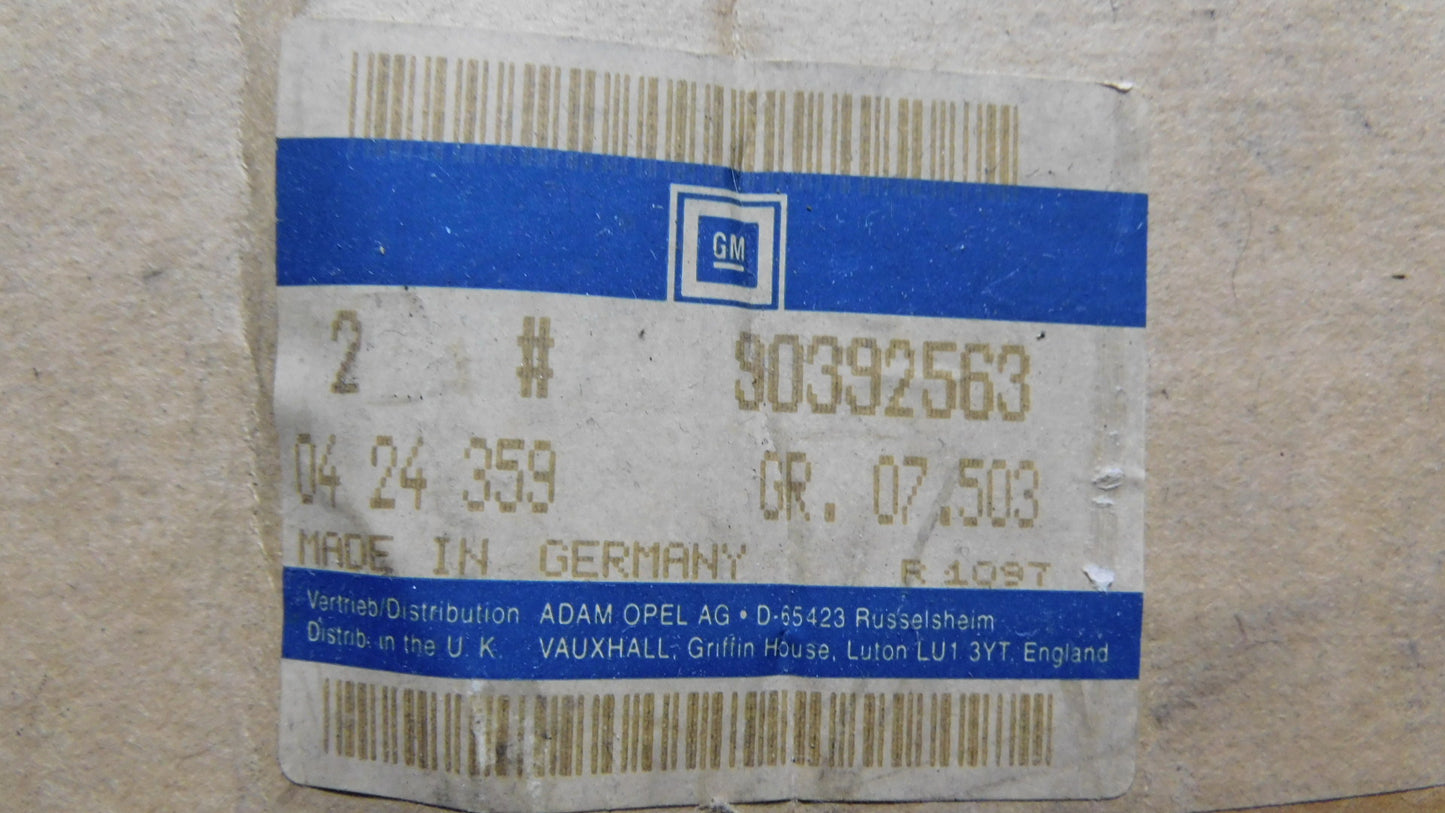 GM
2 # 90392563
04 24 359 GR. 07.503
MADE IN GERMANY R 1097
Vertrieb/Distribution ADAM OPEL AG • D-65423 Russelsheim
Distrib. in the U. K. VAUXHALL, Griffin House, Luton LU1 3YT, England